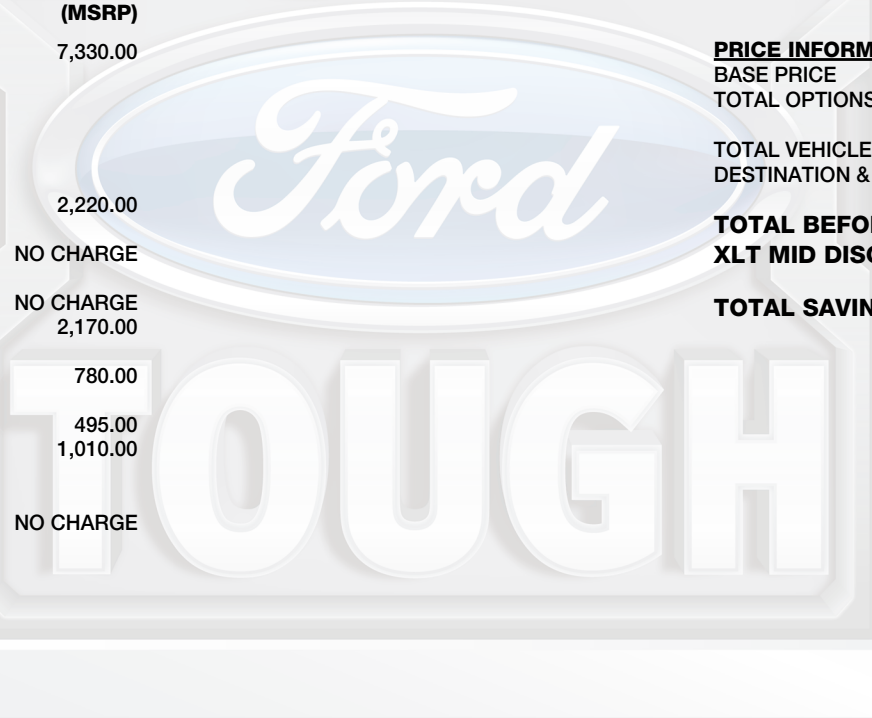 (MSRP)
7,330.00
2,220.00
NO CHARGE
NO CHARGE
2,170.00
780.00
495.00
1,010.00
NO CHARGE
PRICE INFORM
BASE PRICE
TOTAL OPTIONS
TOTAL VEHICLE
DESTINATION &
TOTAL BEFO
XLT MID DISC
TOTAL SAVIN
Ford
TOUGH